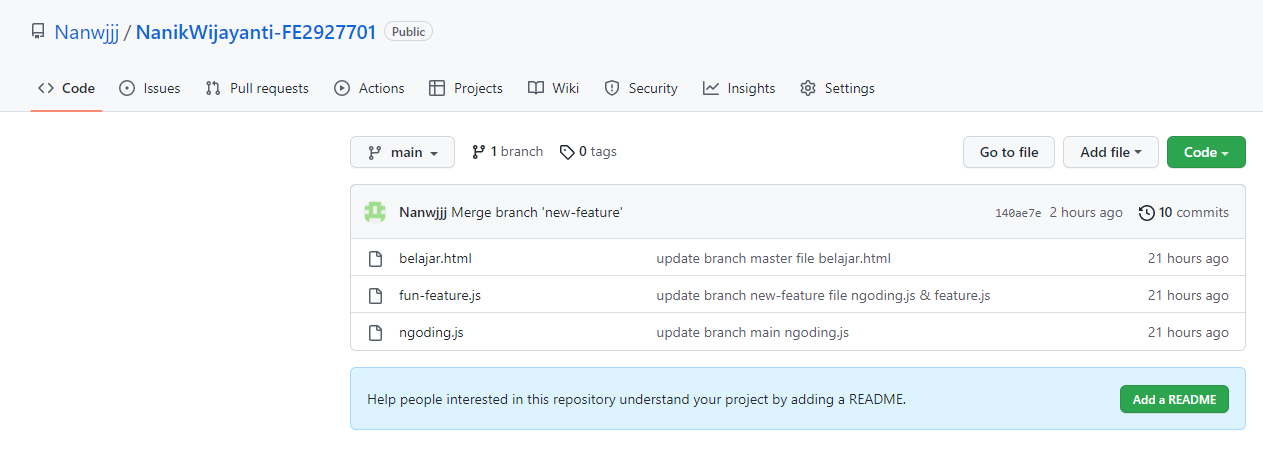 Nanwjjj / NanikWijayanti-FE2927701 Public
Code Issues Pull requests Actions Projects Wiki Security Insights Settings
main 1 branch 0 tags Go to file Add file Code
Nanwjjj Merge branch 'new-feature' 140ae7e 2 hours ago 10 commits
belajar.html update branch master file belajar.html 21 hours ago
fun-feature.js update branch new-feature file ngoding.js & feature.js 21 hours ago
ngoding.js update branch main ngoding.js 21 hours ago
Help people interested in this repository understand your project by adding a README. Add a README